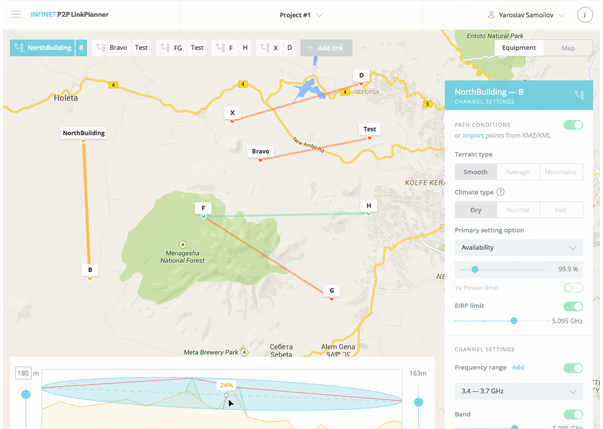 INFINET P2P LinkPlanner
Project #1
Yaroslav Samoilov
i
NorthBuilding B
Bravo Test
FG Test
F H
X D
+ Add link
Equipment Map
Entoto Natural Park
4
4
4
5
Holeta
GEFERSA
D
X
Test
New Ambo Rd
Bravo
NorthBuilding
KOLFE KERA
F
H
Menagesha
National Forest
B
G
NE
Себета
Sebeta
Alem Gena
Meta Brewery Park
NorthBuilding — B
CHANNEL SETTINGS
PATH CONDITIONS
or import points from KMZ/KML
Terrain type
Smooth Average Mountains
Climate type ?
Dry Normal Hot
Primary setting option
Availability
99.9 %
Tx Power limit
EIRP limit
5.095 GHz
CHANNEL SETTINGS
Frequency range Add
3.4 — 3.7 GHz
Band
5.095 GHz
180 m
163m
24%